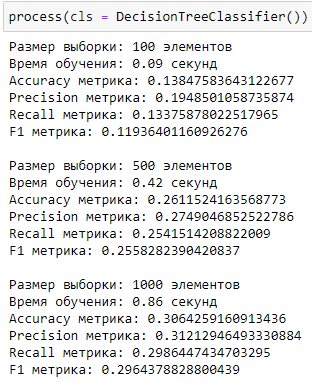 process(cls = DecisionTreeClassifier())
Размер выборки: 100 элементов
Время обучения: 0.09 секунд
Accuracy метрика: 0.13847583643122677
Precision метрика: 0.1948501058735874
Recall метрика: 0.13375878022517965
F1 метрика: 0.11936401160926276
Размер выборки: 500 элементов
Время обучения: 0.42 секунд
Accuracy метрика: 0.2611524163568773
Precision метрика: 0.2749046852522786
Recall метрика: 0.2541514208822009
F1 метрика: 0.2558282390420837
Размер выборки: 1000 элементов
Время обучения: 0.86 секунд
Accuracy метрика: 0.3064259160913436
Precision метрика: 0.31212946493330884
Recall метрика: 0.2986447434703295
F1 метрика: 0.2964378828800439